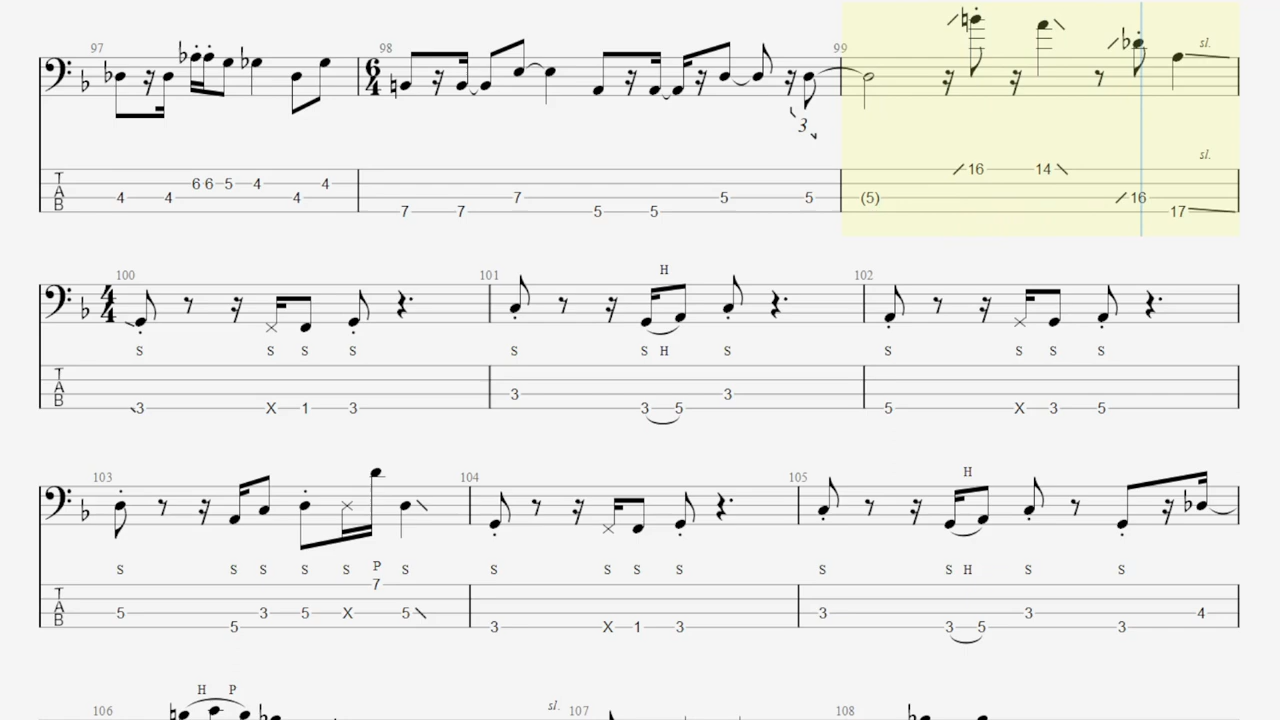 97 98 99
6
4
3
sl.
sl.
T
A
B
4 4 6 6 5 4 4 4 7 7 7 5 5 5 5 (5) 16 14 16 17
100 101 102
H
4
4
S S S S S S H S S S S S
T
A
B
3 X 1 3 3 3 5 3 5 X 3 5
103 104 105
H
S S S S S P S S S S S S S H S S
T
A
B
5 5 3 5 X 7 5 3 X 1 3 3 3 5 3 3 4
106 H P sl. 107 108